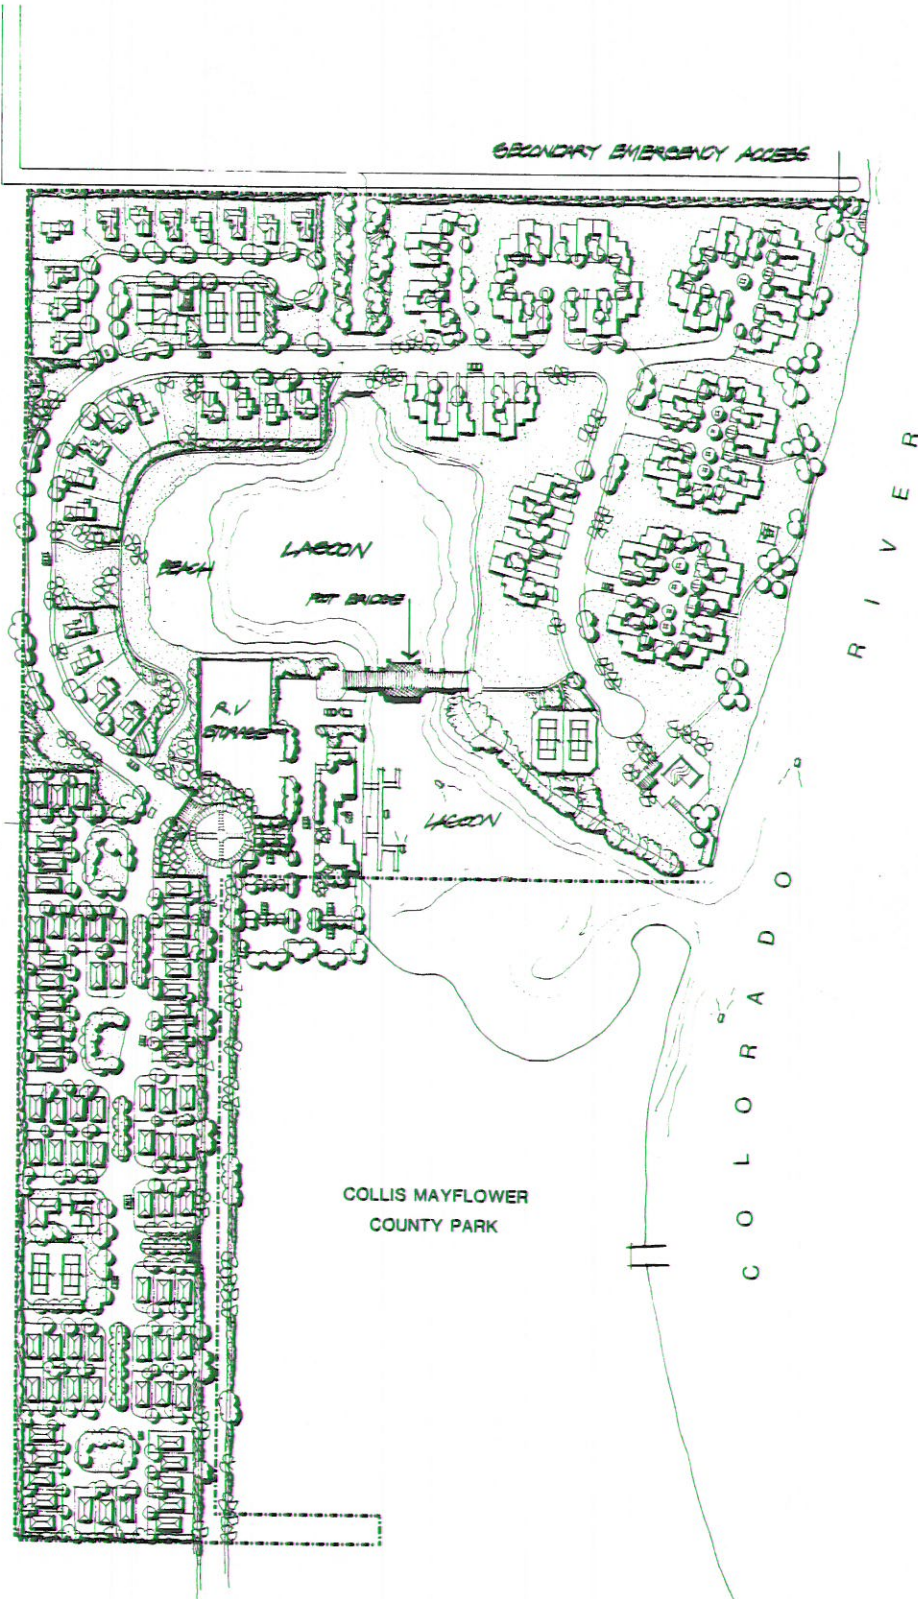 SECONDARY EMERGENCY ACCESS
LAGOON
BEACH
FOOT BRIDGE
R.V.
STORAGE
LAGOON
COLLIS MAYFLOWER
COUNTY PARK
COLORADO RIVER